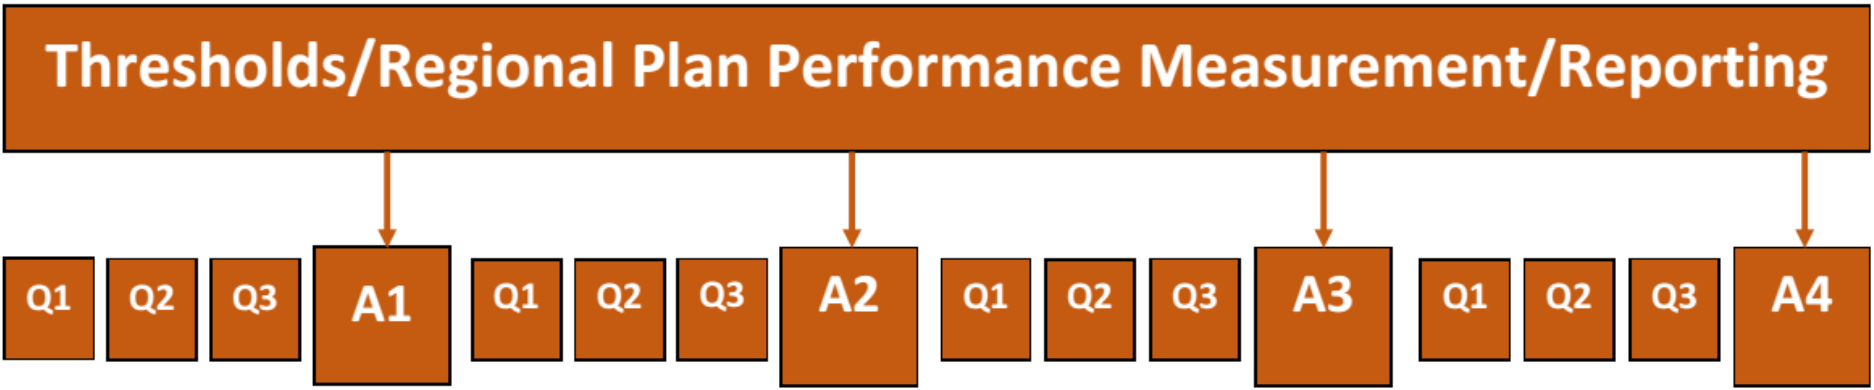 Thresholds/Regional Plan Performance Measurement/Reporting
Q1 Q2 Q3 A1 Q1 Q2 Q3 A2 Q1 Q2 Q3 A3 Q1 Q2 Q3 A4